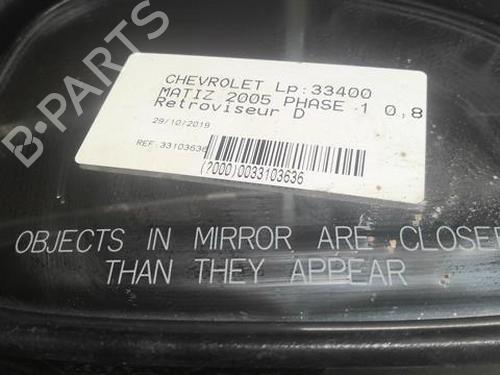 CHEVROLET Lp:33400
MATIZ 2005 PHASE 1 0,8
Retroviseur D
29/10/2019
REF:33103636
(7000)0033103636
OBJECTS IN MIRROR ARE CLOSER
THAN THEY APPEAR
B-Parts